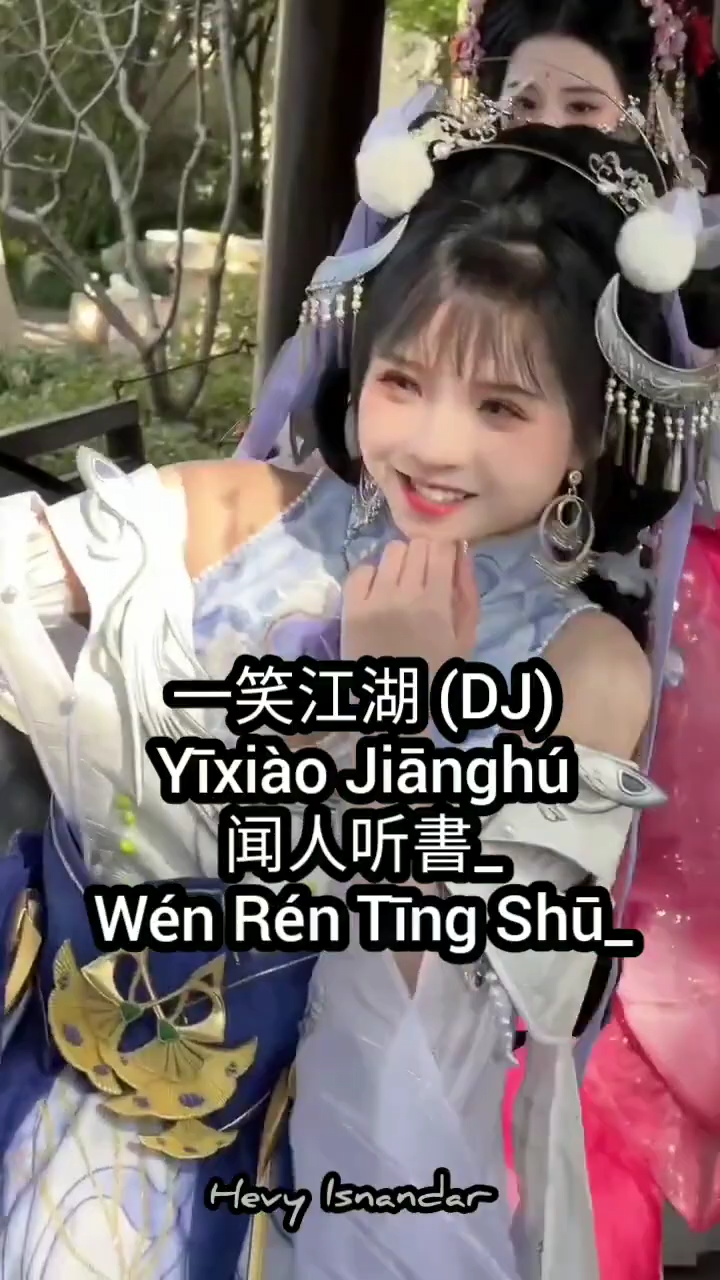 一笑江湖 (DJ)
Yīxiào Jiānghú
闻人听書_
Wén Rén Tīng Shū_
Hevy Isnandar